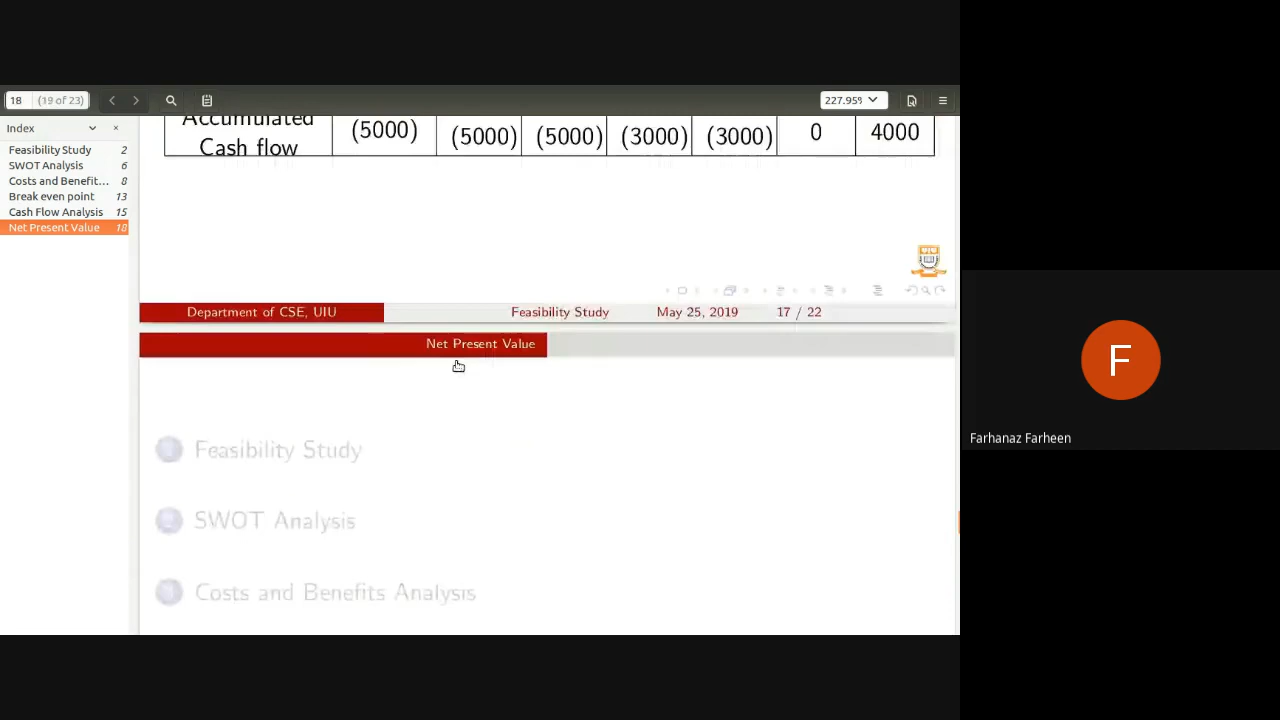 18 (19 of 23)
227.95%
Index
Feasibility Study 2
SWOT Analysis 6
Costs and Benefit... 8
Break even point 13
Cash Flow Analysis 15
Net Present Value 18
Accumulated
Cash flow
(5000) (5000) (5000) (3000) (3000) 0 4000
Department of CSE, UIU Feasibility Study May 25, 2019 17 / 22
Net Present Value
Feasibility Study
SWOT Analysis
Costs and Benefits Analysis
F
Farhanaz Farheen